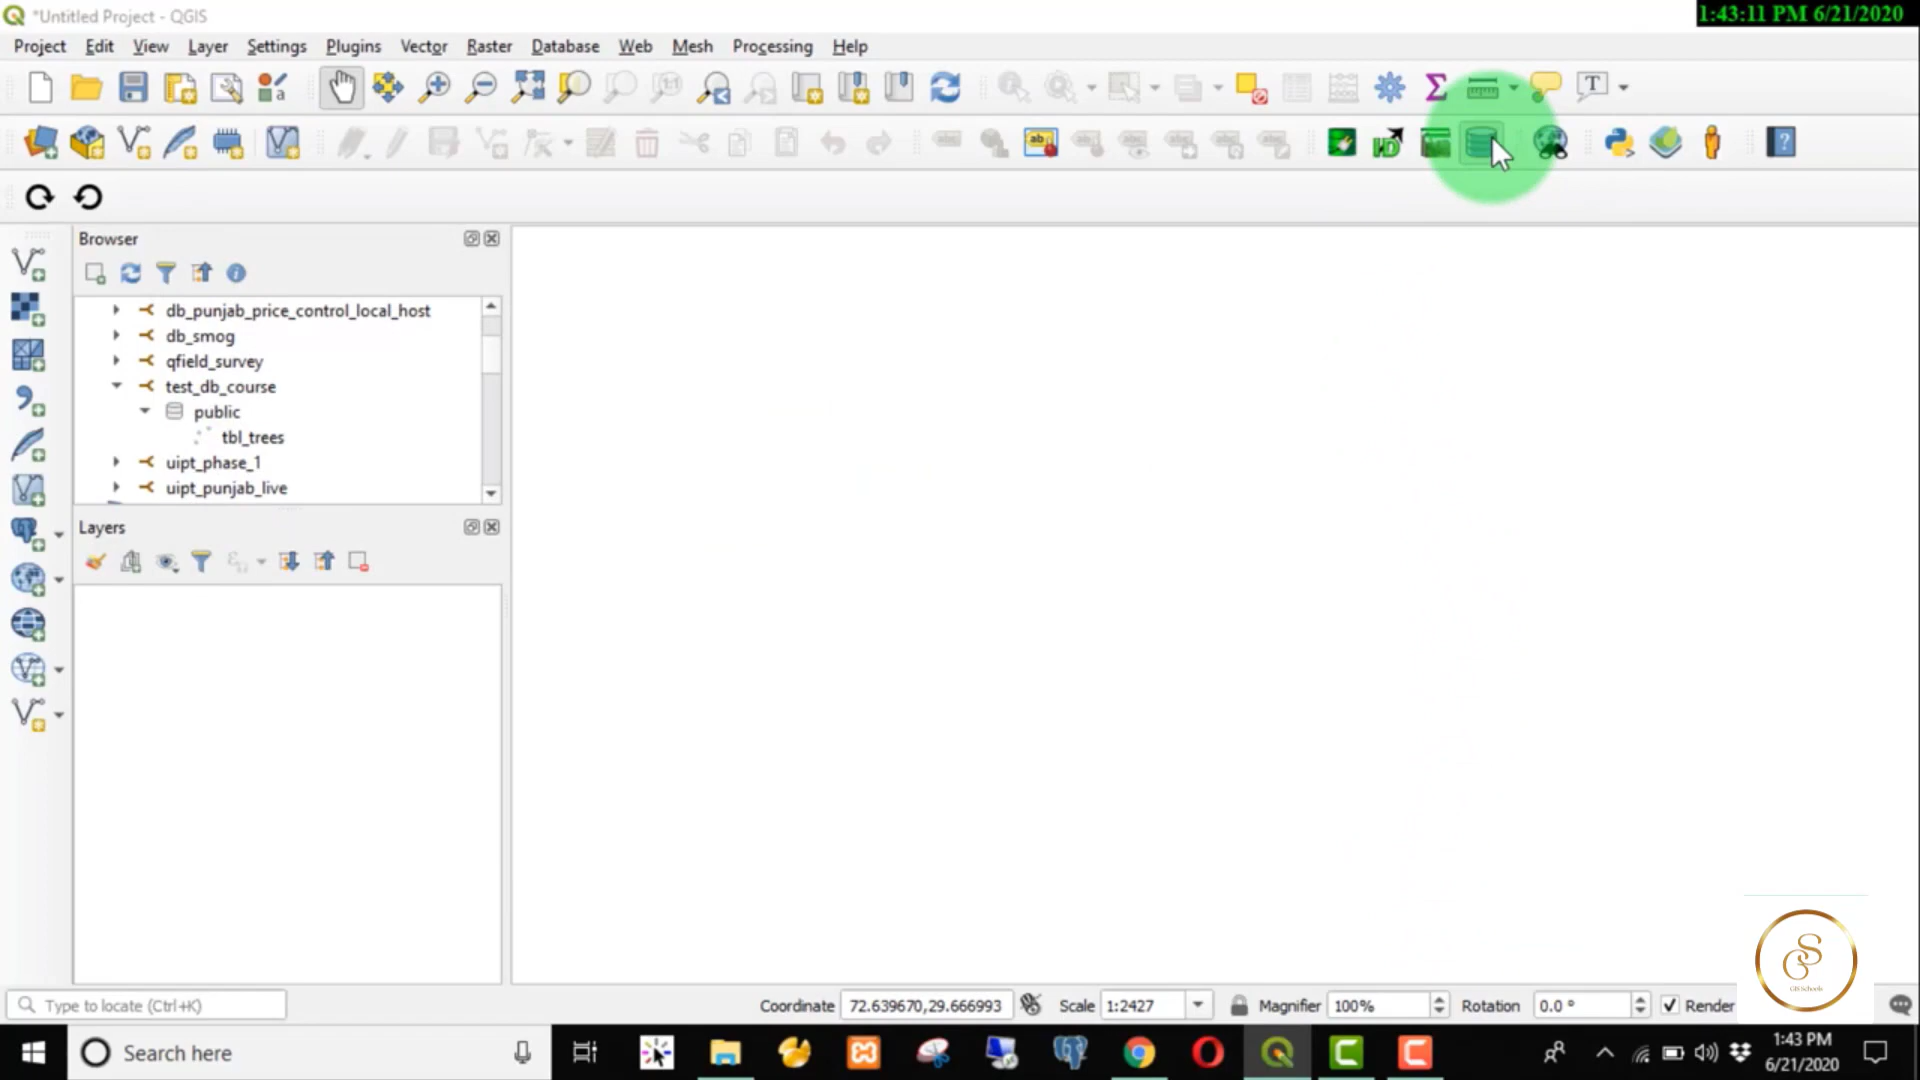 *Untitled Project - QGIS
1:43:11 PM 6/21/2020
Project Edit View Layer Settings Plugins Vector Raster Database Web Mesh Processing Help
Browser
db_punjab_price_control_local_host
db_smog
qfield_survey
test_db_course
public
tbl_trees
uipt_phase_1
uipt_punjab_live
Layers
GIS Schools
Type to locate (Ctrl+K)
Coordinate 72.639670,29.666993 Scale 1:2427 Magnifier 100% Rotation 0.0 ° Render
Search here
1:43 PM
6/21/2020